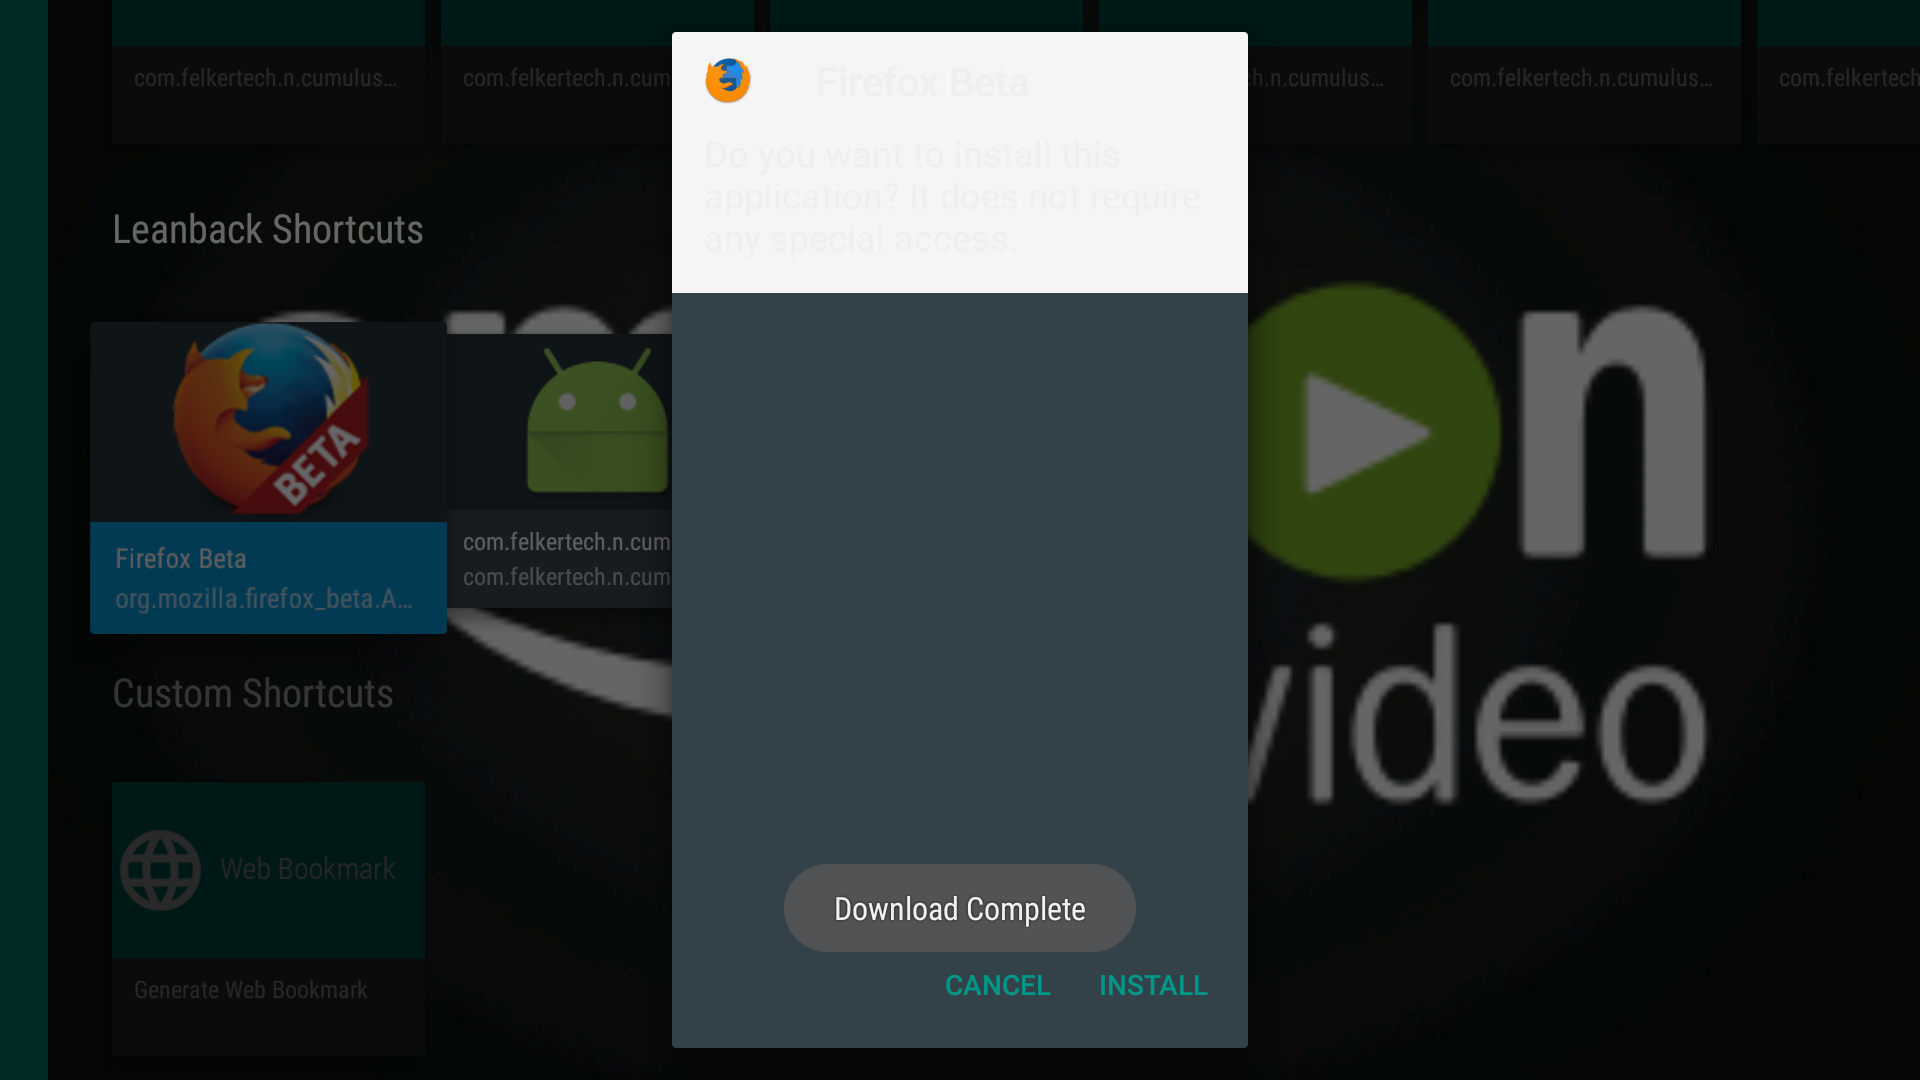 com.felkertech.n.cumulus...
com.felkertech.n.cum
ch.n.cumulus...
com.felkertech.n.cumulus...
com.felkertech
Firefox Beta
Do you want to install this
application? It does not require
any special access.
Leanback Shortcuts
BETA
Firefox Beta
org.mozilla.firefox_beta.A...
com.felkertech.n.cum
com.felkertech.n.cum
n
video
Custom Shortcuts
Web Bookmark
Generate Web Bookmark
Download Complete
CANCEL
INSTALL